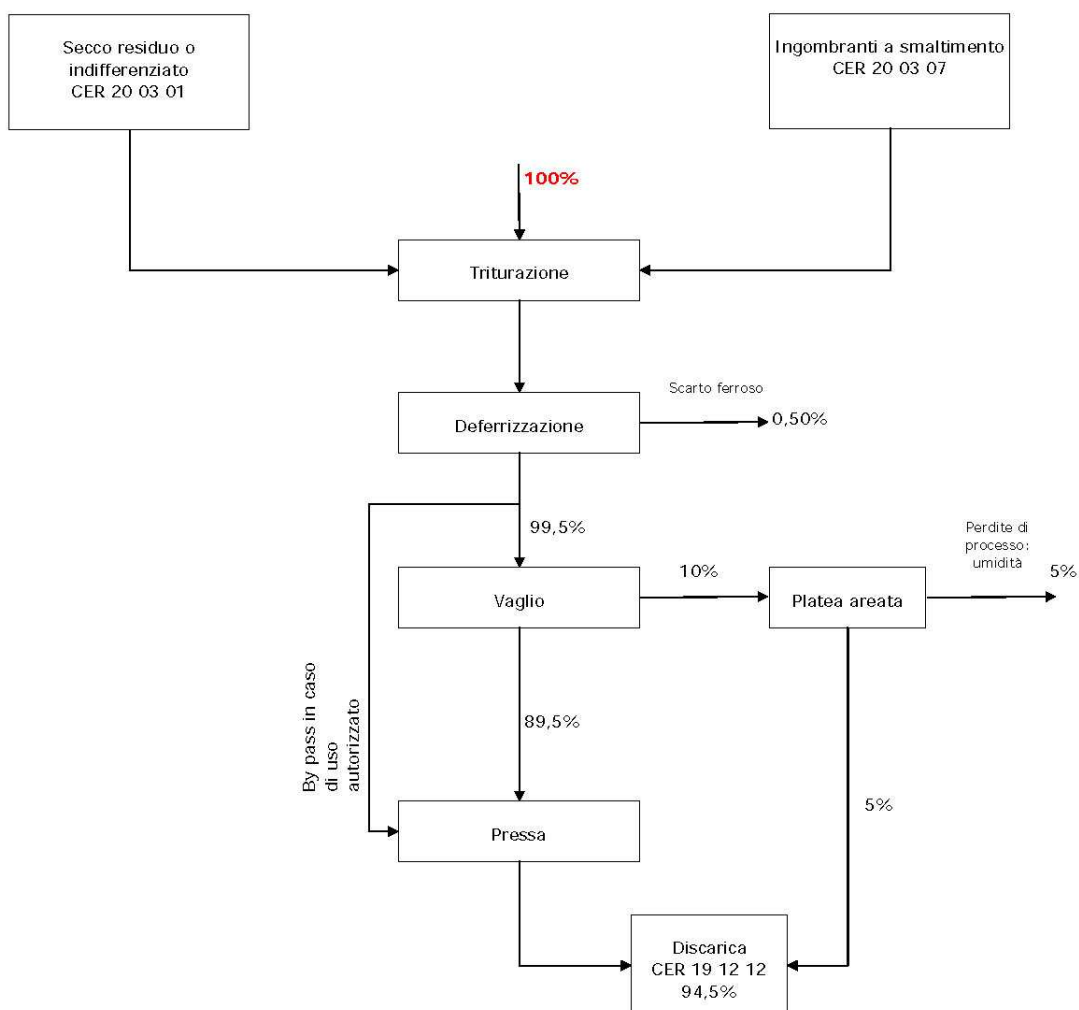 Secco residuo o
indifferenziato
CER 20 03 01
Ingombranti a smaltimento
CER 20 03 07
100%
Triturazione
Scarto ferroso
Deferrizzazione
0,50%
99,5%
Perdite di
processo:
umidità
10%
5%
Vaglio
Platea areata
By pass in caso
di uso
autorizzato
89,5%
5%
Pressa
Discarica
CER 19 12 12
94,5%